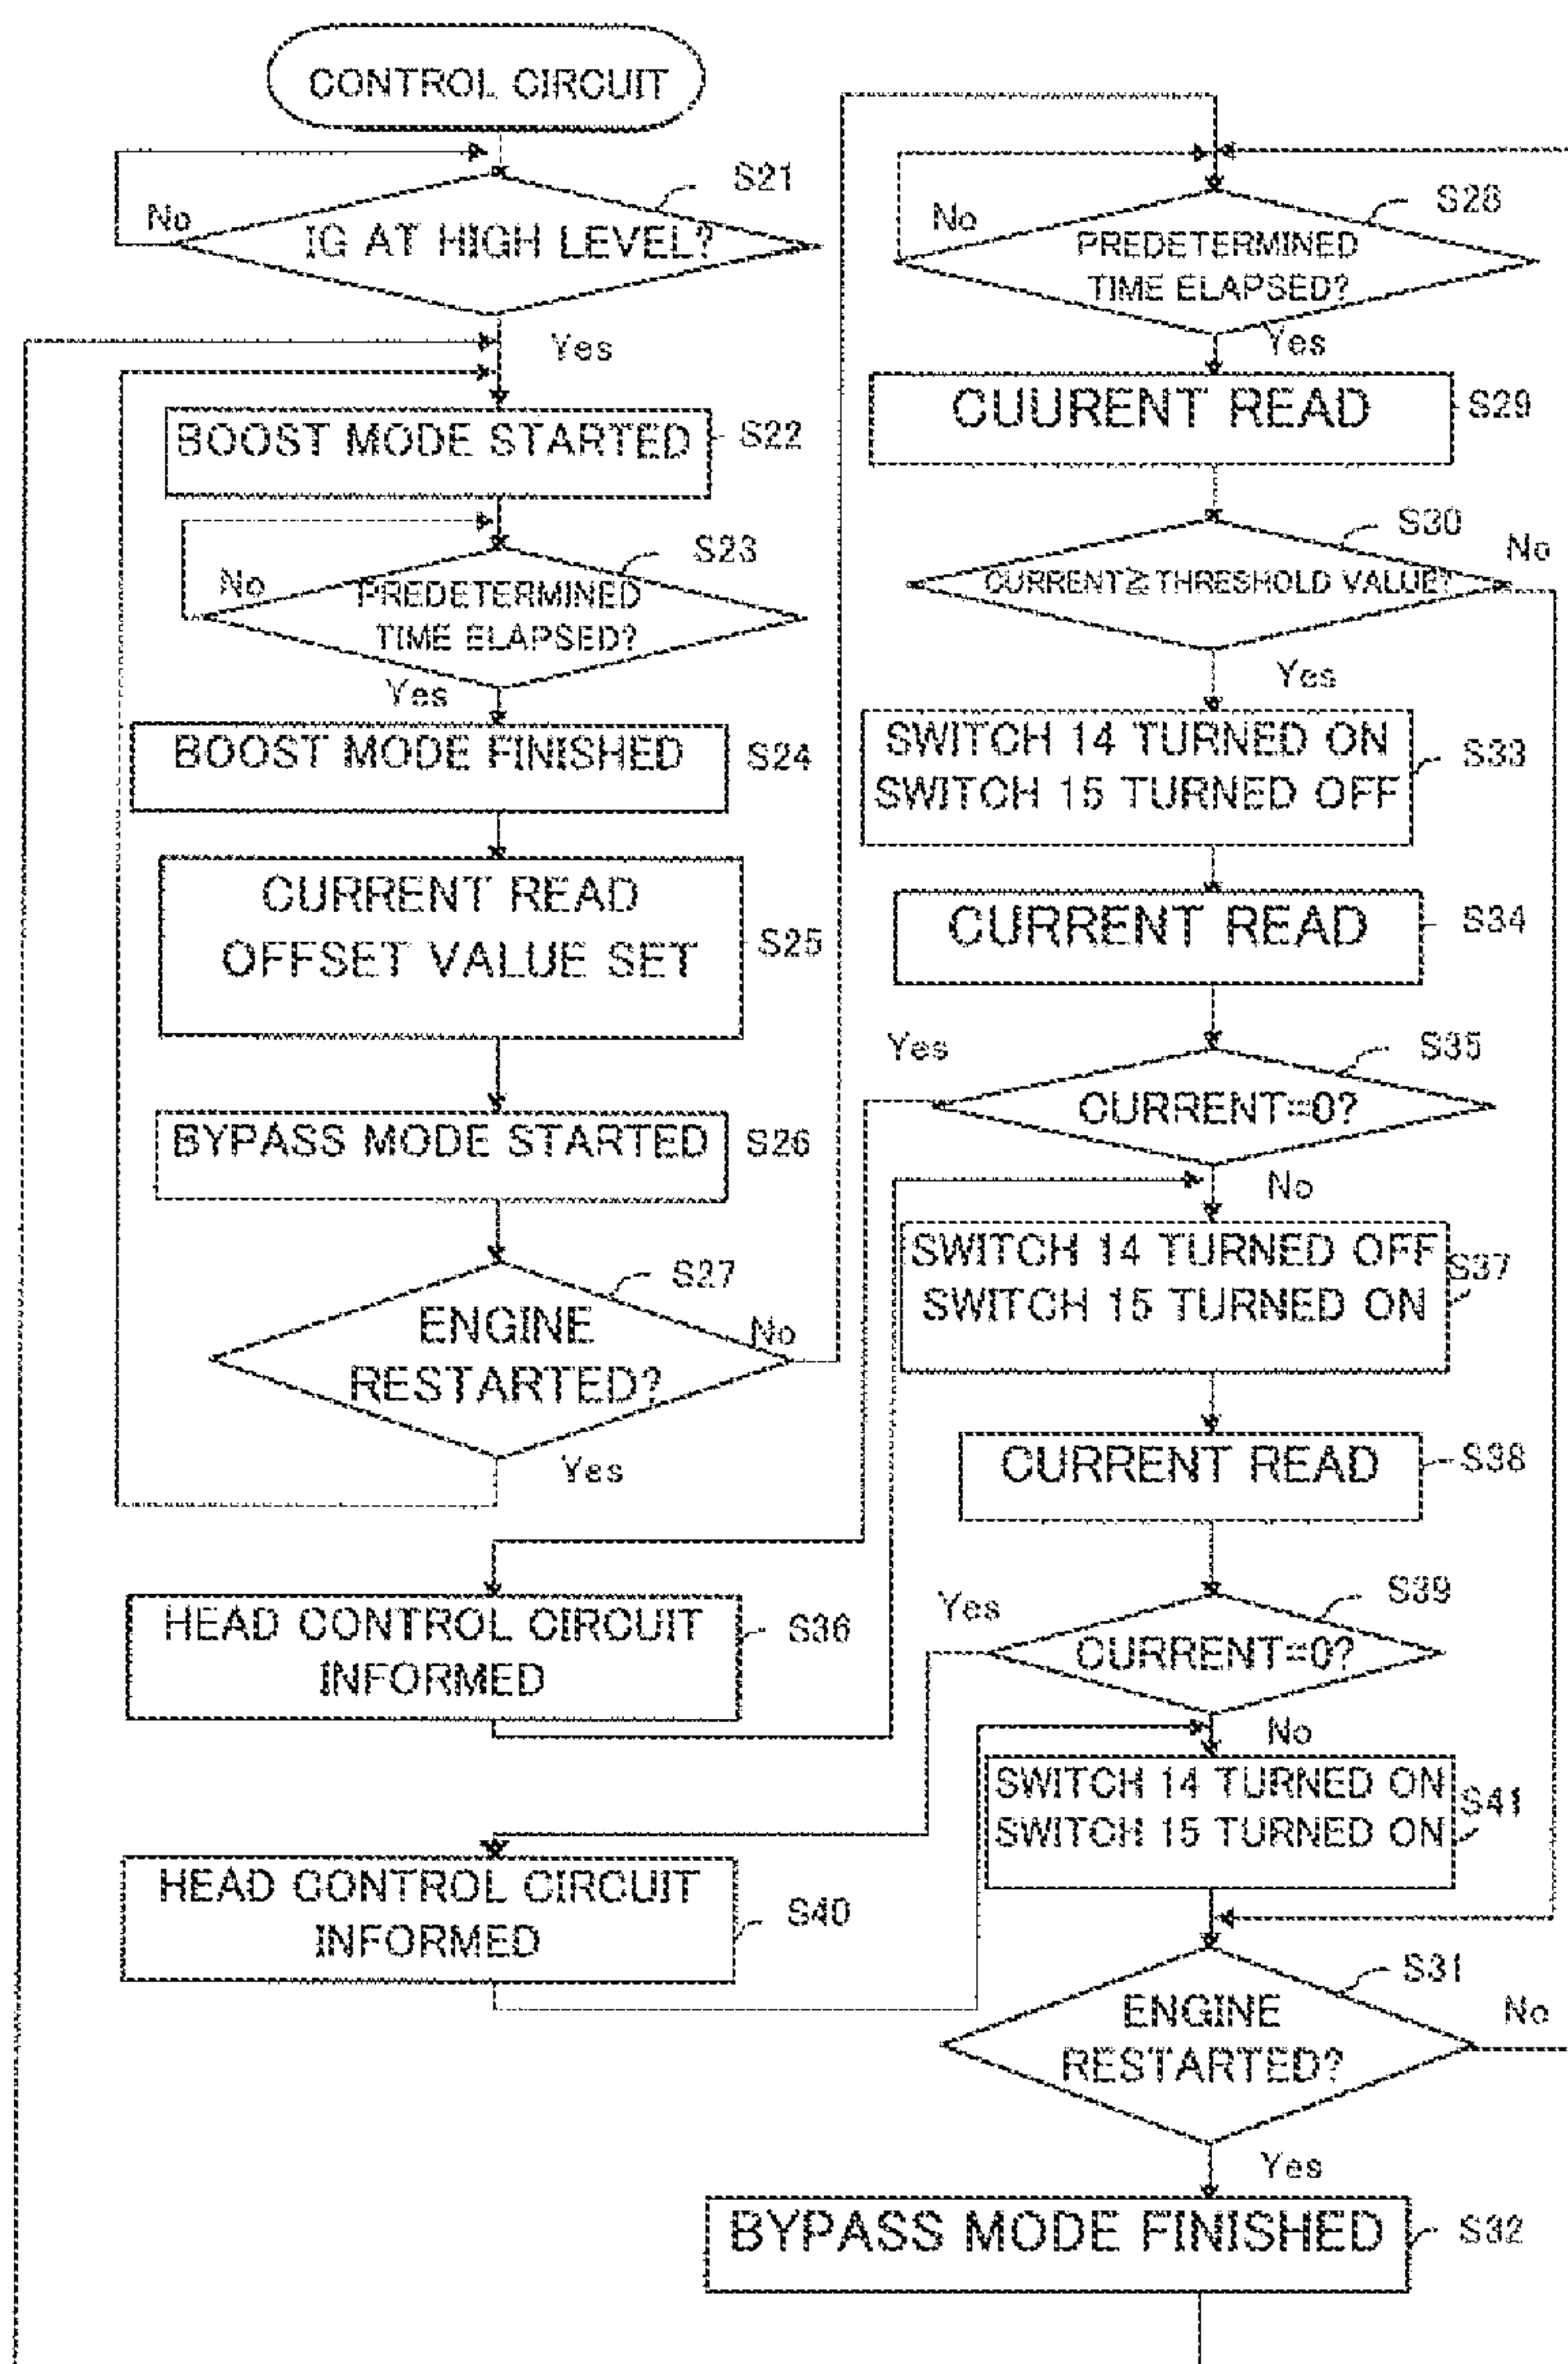 CONTROL CIRCUIT
S21
No
IG AT HIGH LEVEL?
Yes
BOOST MODE STARTED
S22
S23
No
PREDETERMINED
TIME ELAPSED?
Yes
BOOST MODE FINISHED
S24
CURRENT READ
OFFSET VALUE SET
S25
BYPASS MODE STARTED
S26
S27
ENGINE
RESTARTED?
No
Yes
HEAD CONTROL CIRCUIT
INFORMED
S36
HEAD CONTROL CIRCUIT
INFORMED
S40
S28
No
PREDETERMINED
TIME ELAPSED?
Yes
CUURENT READ
S29
S30
No
CURRENT≧THRESHOLD VALUE?
Yes
SWITCH 14 TURNED ON
SWITCH 15 TURNED OFF
S33
CURRENT READ
S34
Yes
S35
CURRENT=0?
No
SWITCH 14 TURNED OFF
SWITCH 15 TURNED ON
S37
CURRENT READ
S38
Yes
S39
CURRENT=0?
No
SWITCH 14 TURNED ON
SWITCH 15 TURNED ON
S41
S31
ENGINE
RESTARTED?
No
Yes
BYPASS MODE FINISHED
S32